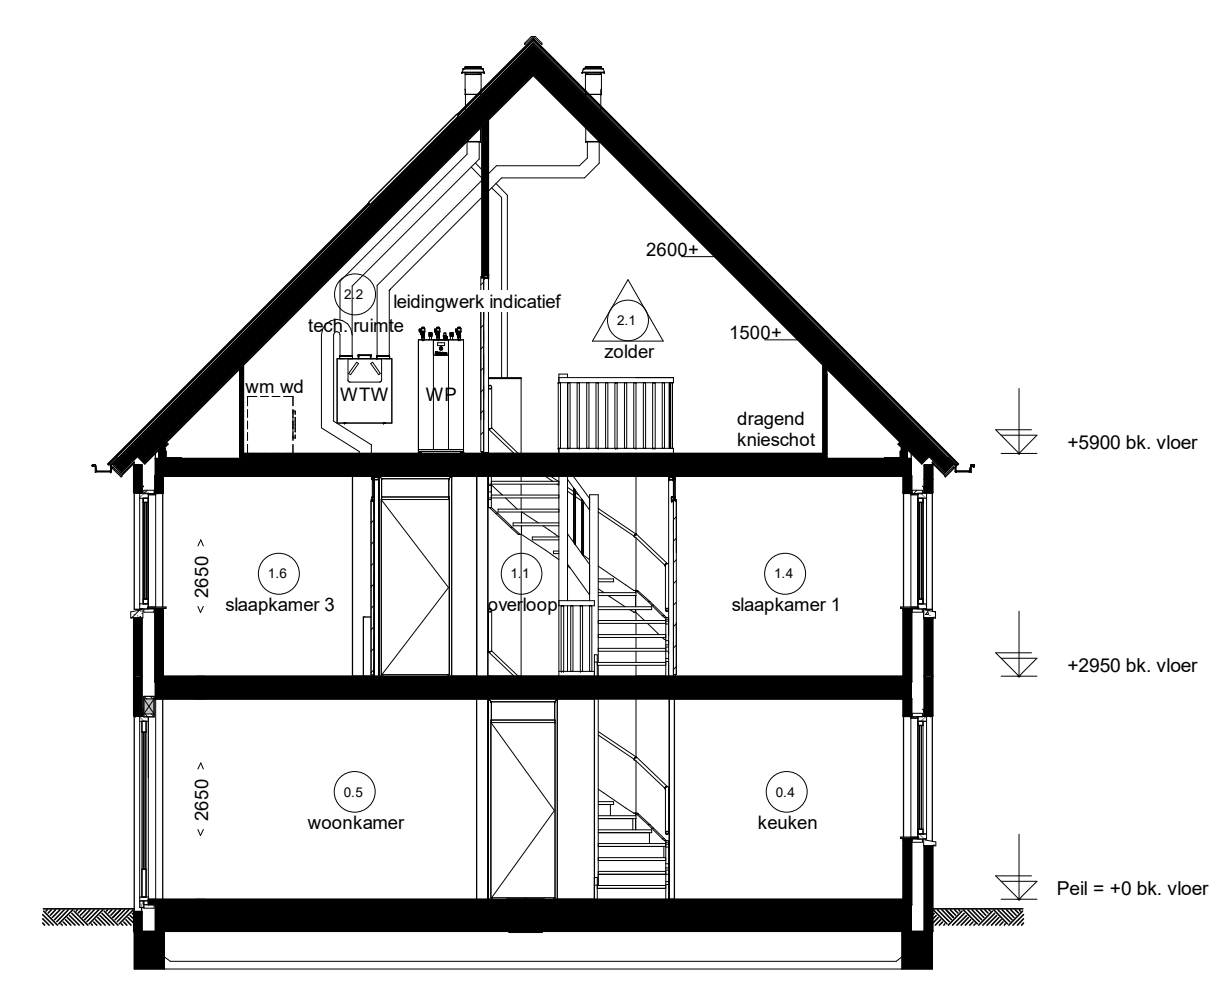 2600+
2.2
leidingwerk indicatief
tech. ruimte
2.1
zolder
1500+
wm wd
WTW
WP
dragend
knieschot
+5900 bk. vloer
< 2650 >
1.6
slaapkamer 3
1.1
overloop
1.4
slaapkamer 1
+2950 bk. vloer
< 2650 >
0.5
woonkamer
0.4
keuken
Peil = +0 bk. vloer